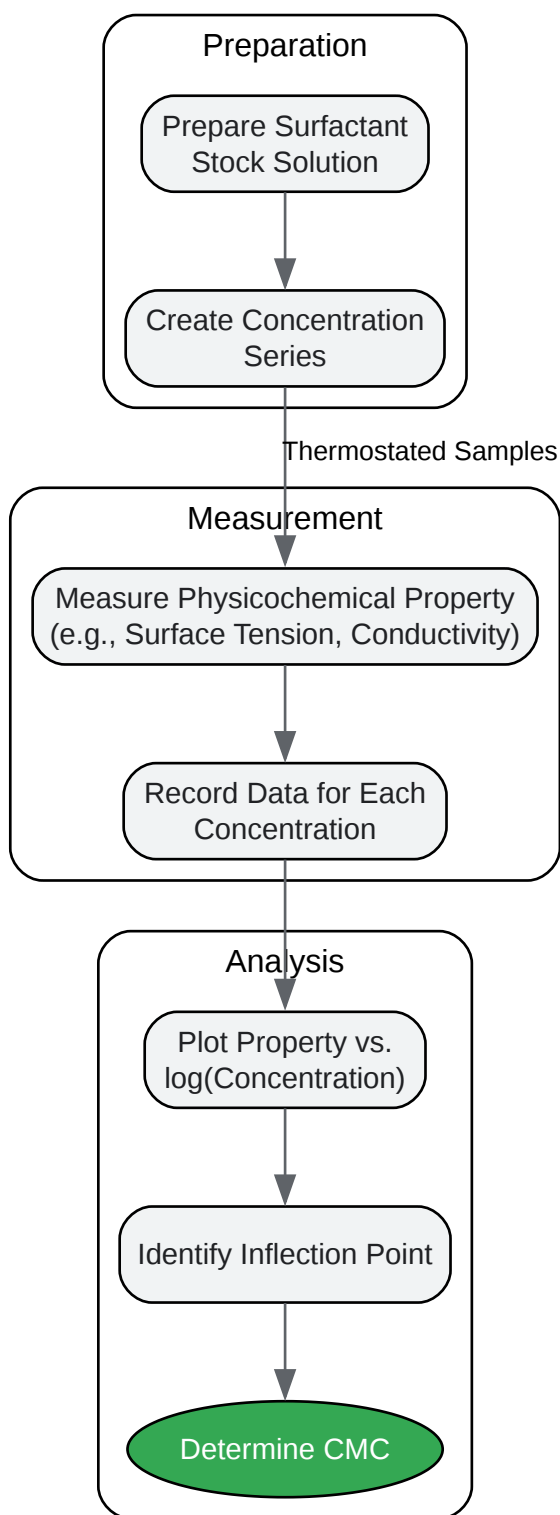 Preparation
Prepare Surfactant
Stock Solution
Create Concentration
Series
Thermostated Samples
Measurement
Measure Physicochemical Property
(e.g., Surface Tension, Conductivity)
Record Data for Each
Concentration
Analysis
Plot Property vs.
log(Concentration)
Identify Inflection Point
Determine CMC